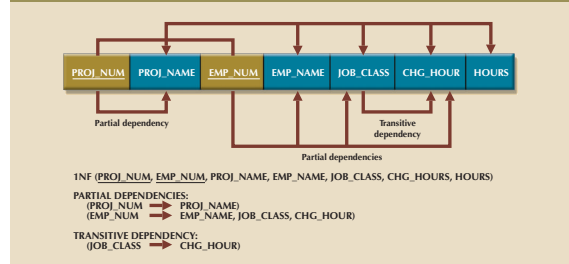 PROJ_NUM PROJ_NAME EMP_NUM EMP_NAME JOB_CLASS CHG_HOUR HOURS
Partial dependency
Transitive
dependency
Partial dependencies
1NF (PROJ_NUM, EMP_NUM, PROJ_NAME, EMP_NAME, JOB_CLASS, CHG_HOURS, HOURS)
PARTIAL DEPENDENCIES:
(PROJ_NUM → PROJ_NAME)
(EMP_NUM → EMP_NAME, JOB_CLASS, CHG_HOUR)
TRANSITIVE DEPENDENCY:
(JOB_CLASS → CHG_HOUR)